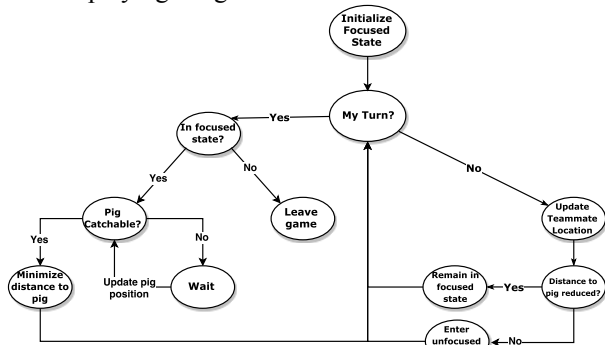 Initialize
Focused
State
My Turn?
Yes
In focused
state?
No
Yes
No
Leave
game
Update
Teammate
Location
Pig
Catchable?
Yes
No
Minimize
distance to
pig
Update pig
position
Wait
Remain in
focused
state
Yes
Distance to
pig reduced?
Enter
unfocused
No